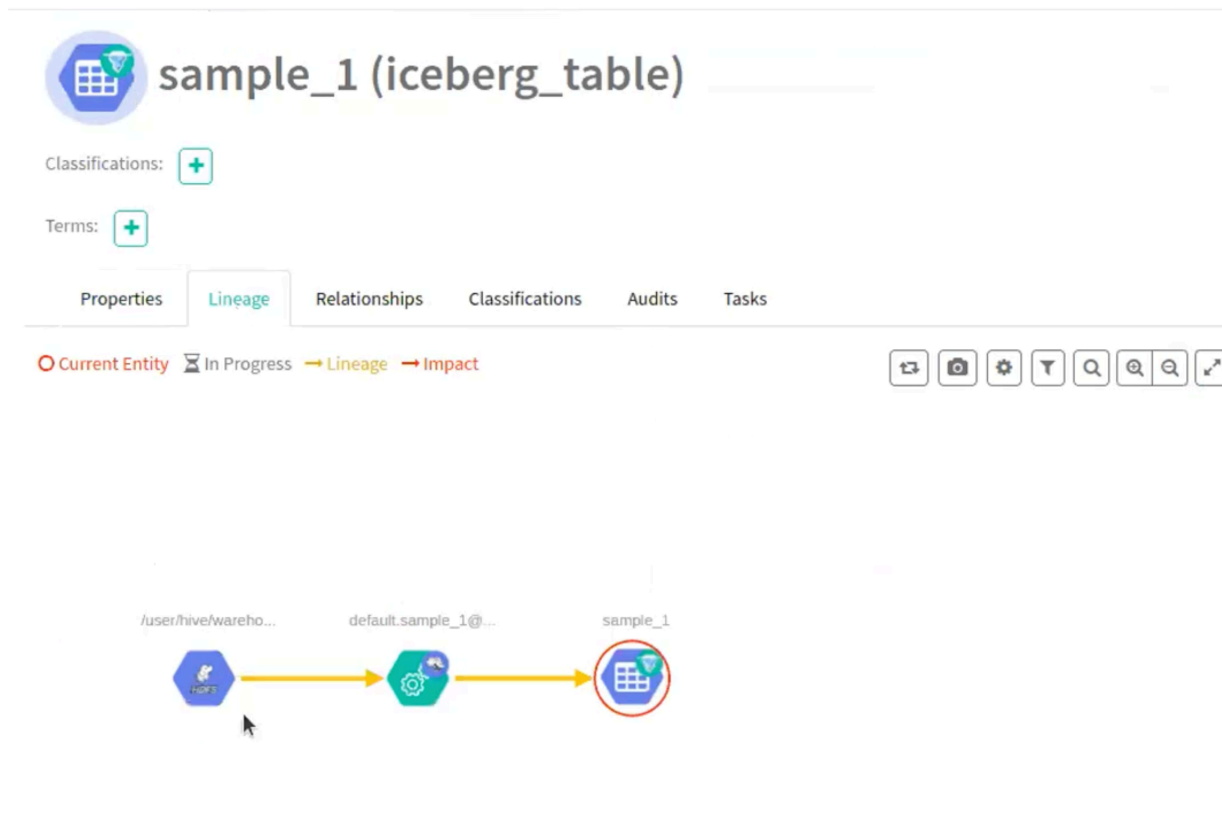 sample_1 (iceberg_table)
Classifications:
Terms:
Properties Lineage Relationships Classifications Audits Tasks
Current Entity In Progress Lineage Impact
/user/hive/wareho... default.sample_1@... sample_1
HDFS